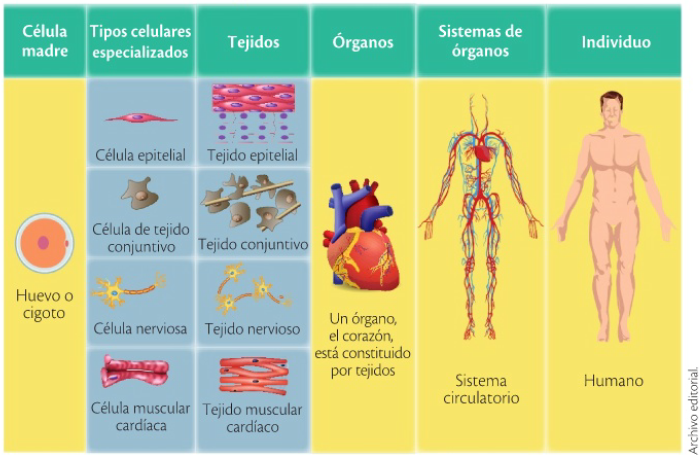 Célula
madre
Tipos celulares
especializados
Tejidos
Órganos
Sistemas de
órganos
Individuo
Huevo o
cigoto
Célula epitelial
Tejido epitelial
Célula de tejido
conjuntivo
Tejido conjuntivo
Célula nerviosa
Tejido nervioso
Célula muscular
cardíaca
Tejido muscular
cardíaco
Un órgano,
el corazón,
está constituido
por tejidos
Sistema
circulatorio
Humano
Archivo editorial.